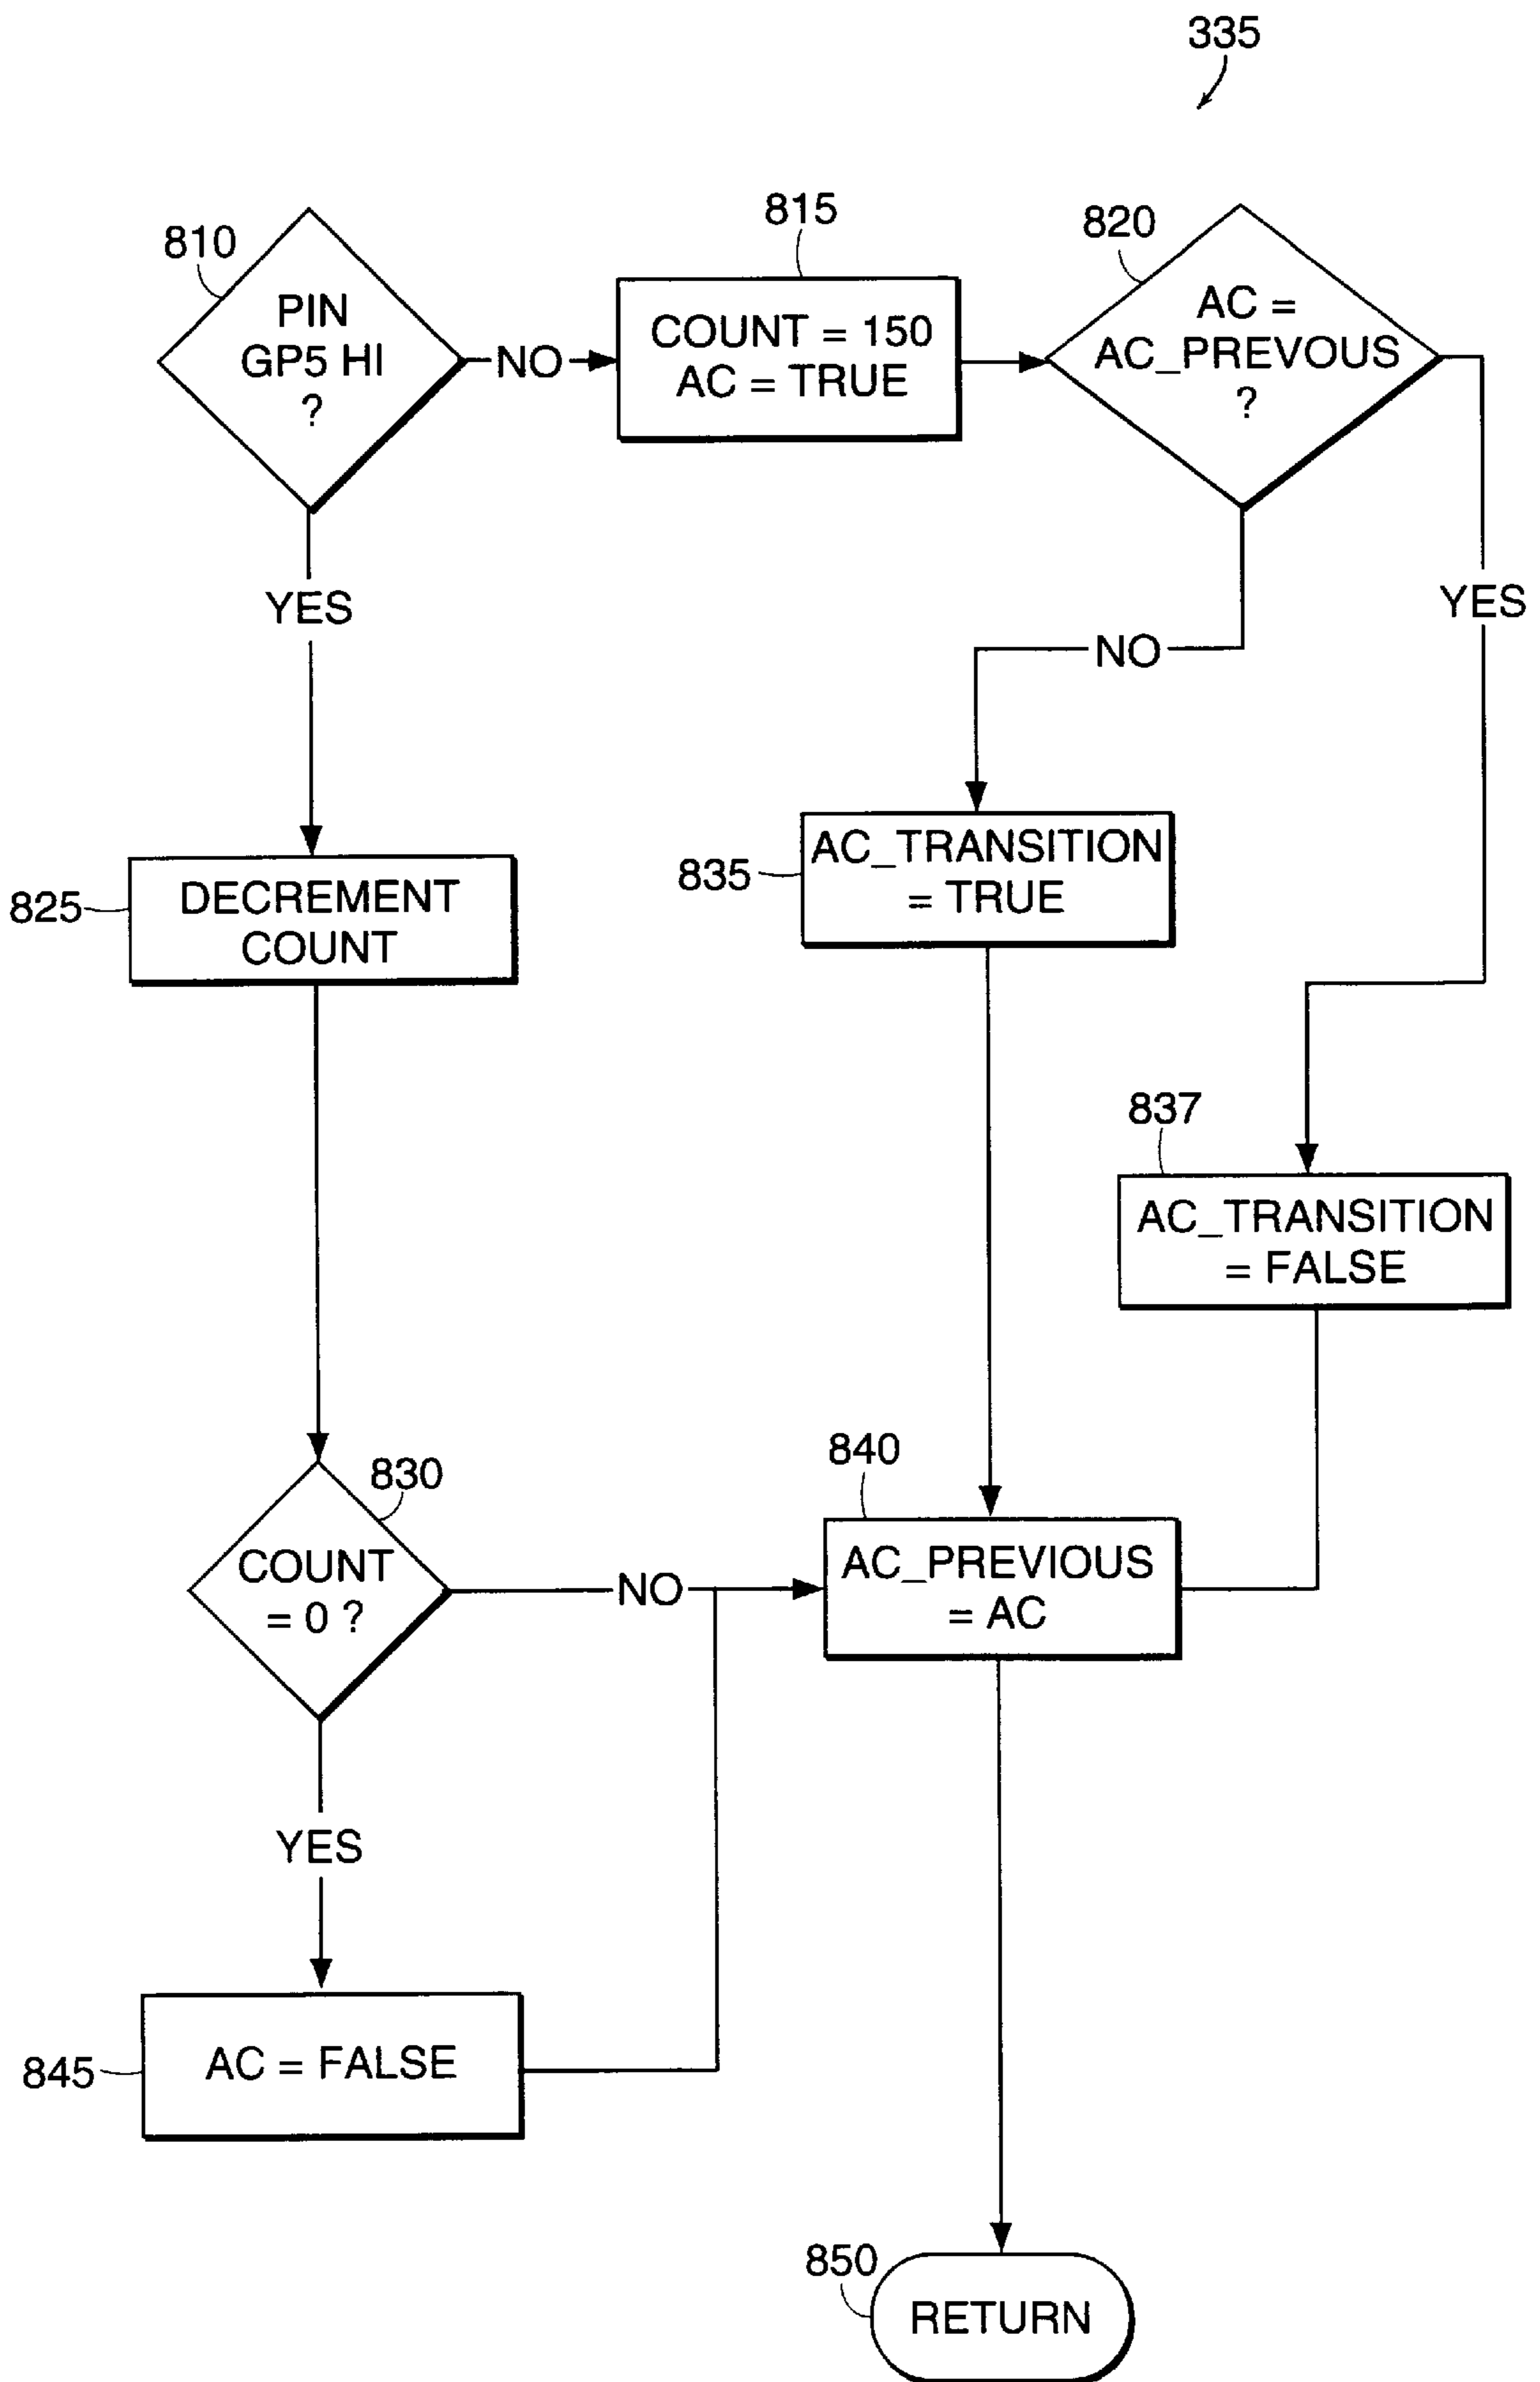 335
810
PIN
GP5 HI
?
NO
815
COUNT = 150
AC = TRUE
820
AC =
AC_PREVOUS
?
YES
YES
NO
825
DECREMENT
COUNT
835
AC_TRANSITION
= TRUE
837
AC_TRANSITION
= FALSE
830
COUNT
= 0 ?
NO
840
AC_PREVIOUS
= AC
YES
845
AC = FALSE
850
RETURN